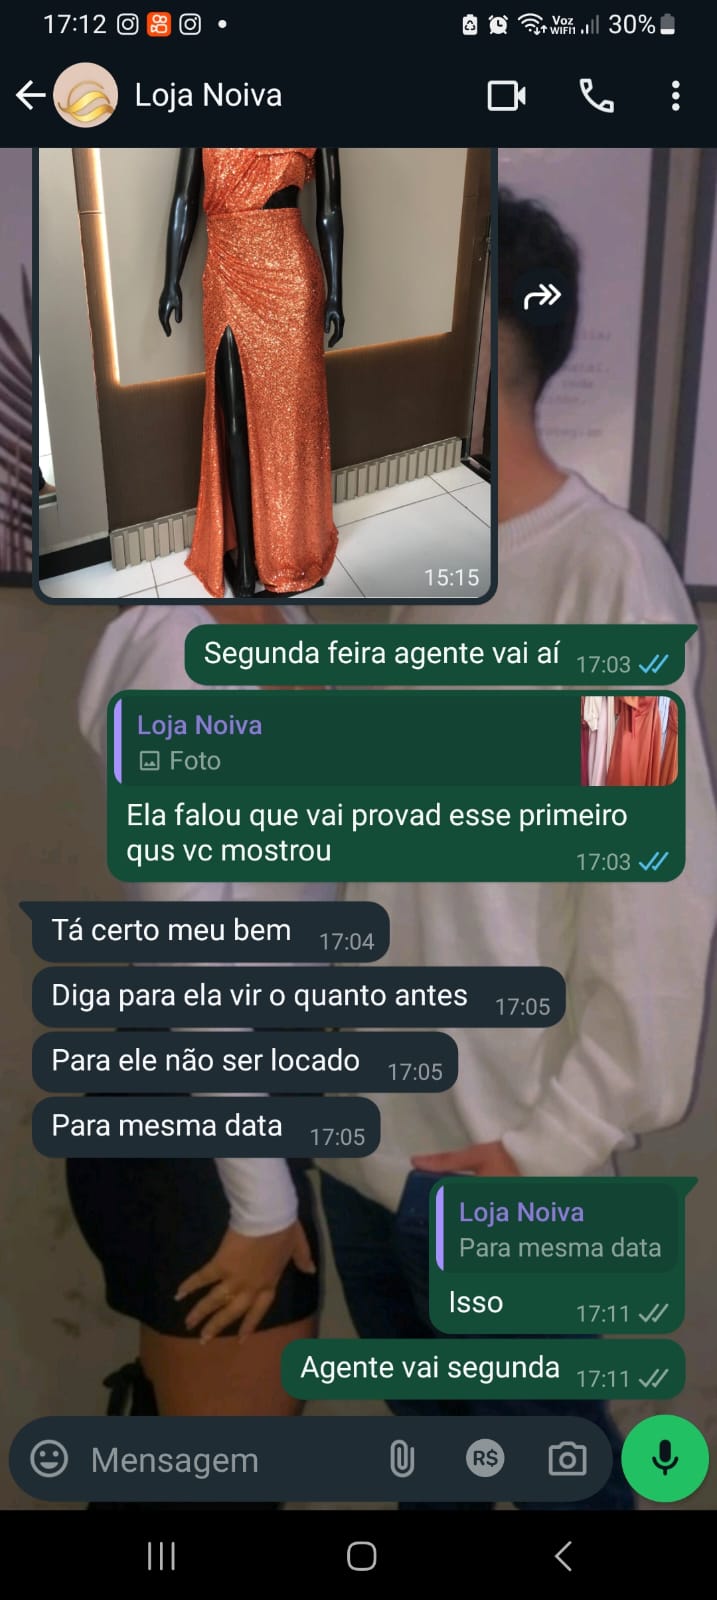 17:12
Voz
WIFI1
30%
Loja Noiva
15:15
Segunda feira agente vai aí 17:03
Loja Noiva
Foto
Ela falou que vai provad esse primeiro
qus vc mostrou 17:03
Tá certo meu bem 17:04
Diga para ela vir o quanto antes 17:05
Para ele não ser locado 17:05
Para mesma data 17:05
Loja Noiva
Para mesma data
Isso 17:11
Agente vai segunda 17:11
Mensagem
R$